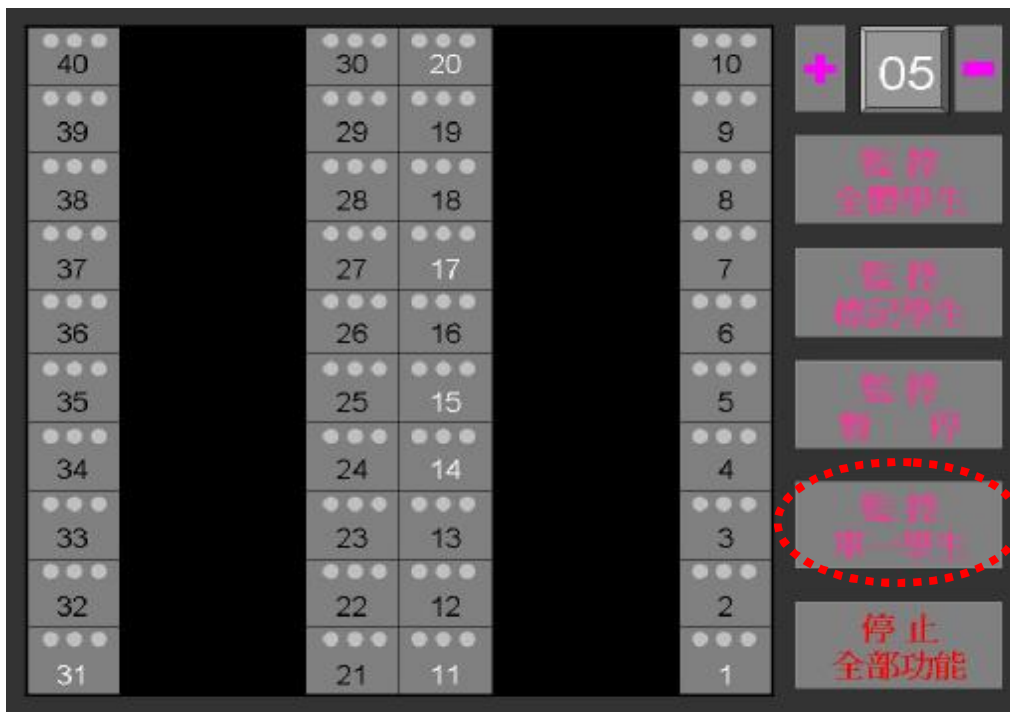 40 30 20 10
39 29 19 9
38 28 18 8
37 27 17 7
36 26 16 6
35 25 15 5
34 24 14 4
33 23 13 3
32 22 12 2
31 21 11 1
+ 05 -
監控
全體學生
監控
標記學生
監控
暫 停
監控
單一學生
停止
全部功能